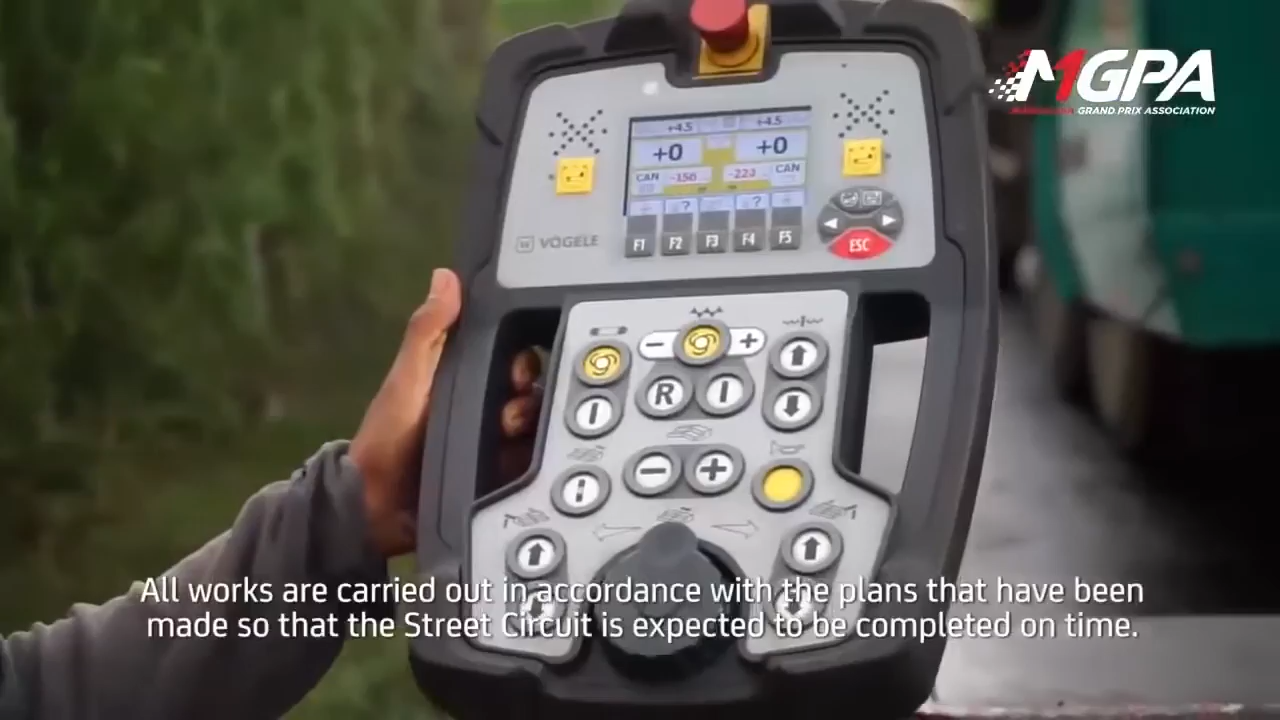 MGPA
GRAND PRIX ASSOCIATION
+4.5 +4.5
+0 +0
CAN -150 -223 CAN
? ?
F1 F2 F3 F4 F5
ESC
VÖGELE
- +
R
- +
All works are carried out in accordance with the plans that have been
made so that the Street Circuit is expected to be completed on time.